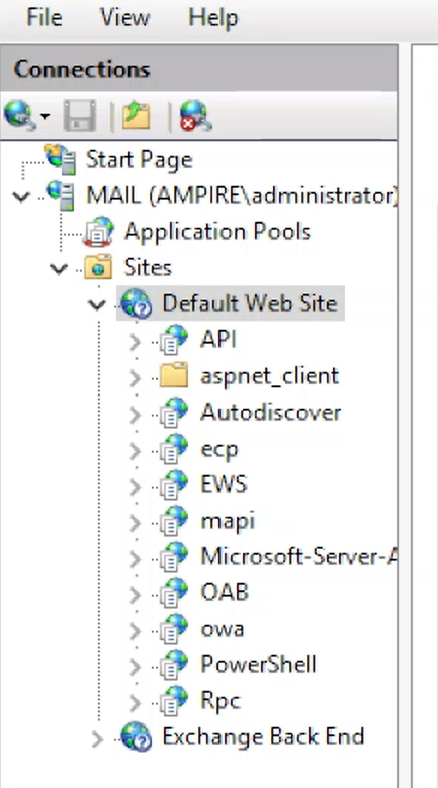 File View Help
Connections
Start Page
MAIL (AMPIRE\administrator)
Application Pools
Sites
Default Web Site
API
aspnet_client
Autodiscover
ecp
EWS
mapi
Microsoft-Server-A
OAB
owa
PowerShell
Rpc
Exchange Back End